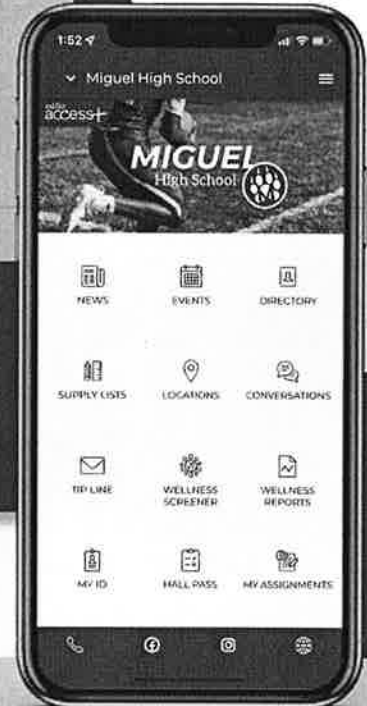 1:52
Miguel High School
access+
MIGUEL
High School
NEWS EVENTS DIRECTORY
SUPPLY LISTS LOCATIONS CONVERSATIONS
TIP LINE WELLNESS SCREENER WELLNESS REPORTS
MY ID HALL PASS MY ASSIGNMENTS